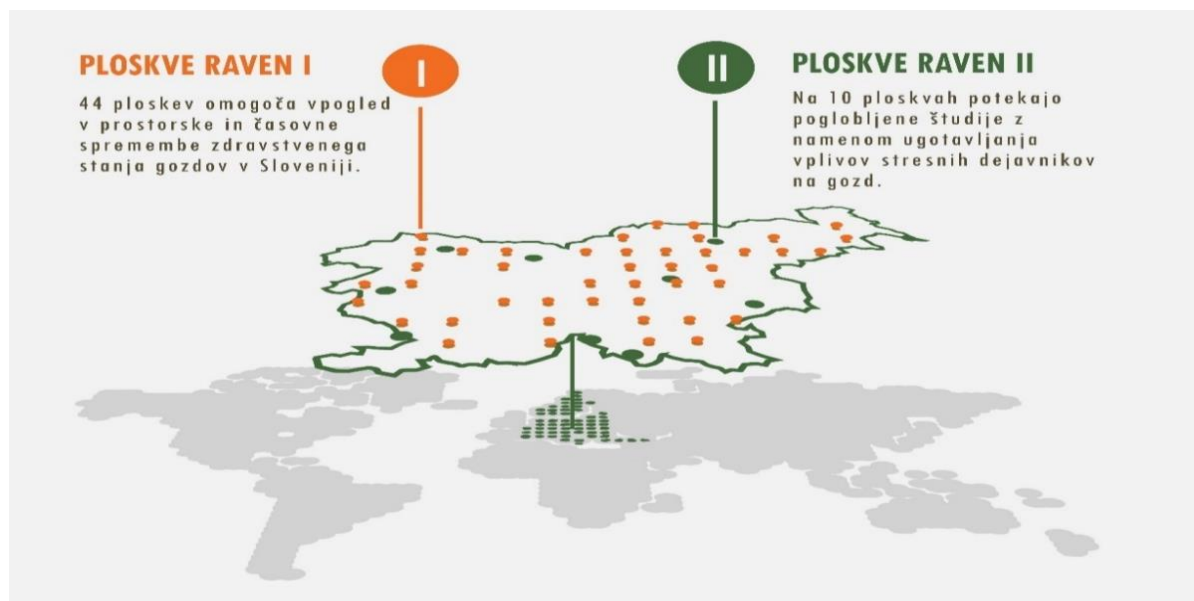 PLOSKVE RAVEN I
44 ploskev omogoča vpogled
v prostorske in časovne
spremembe zdravstvenega
stanja gozdov v Sloveniji.
I
II
PLOSKVE RAVEN II
Na 10 ploskvah potekajo
poglobljene študije z
namenom ugotavljanja
vplivov stresnih dejavnikov
na gozd.